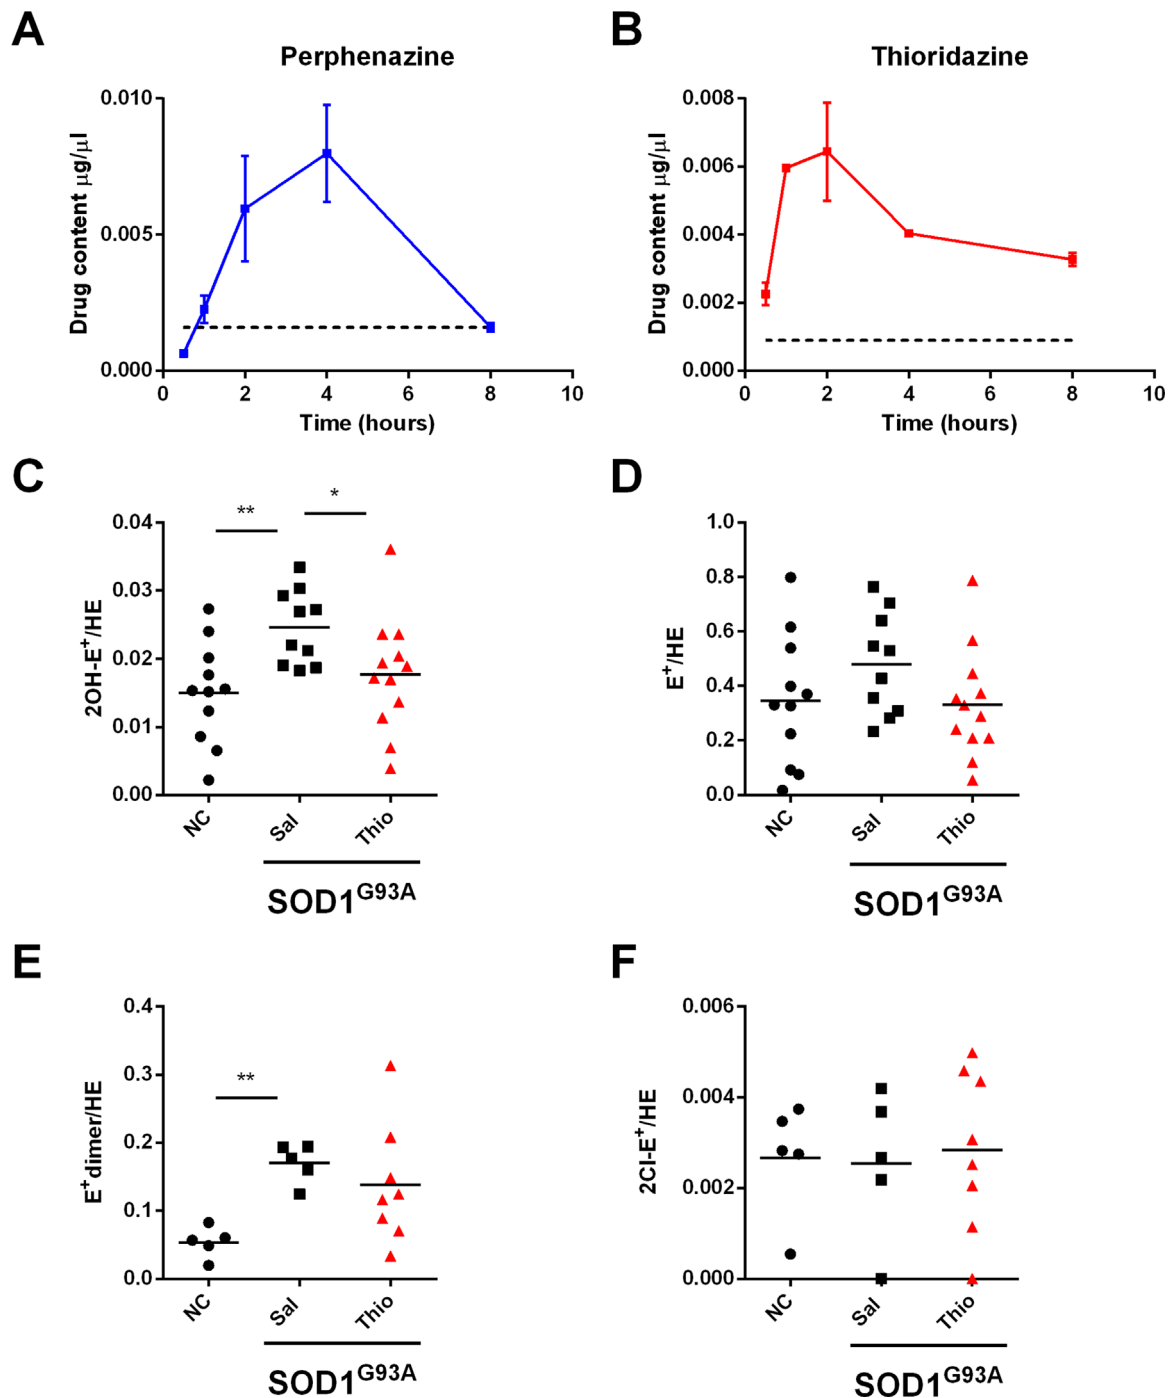 A
Perphenazine
0.010
0.005
0.000
Drug content µg/µl
0 2 4 6 8 10
Time (hours)
B
Thioridazine
0.008
0.006
0.004
0.002
0.000
Drug content µg/µl
0 2 4 6 8 10
Time (hours)
C
** *
0.04
0.03
0.02
0.01
0.00
2OH-E⁺/HE
NC Sal Thio
SOD1ᴳ⁹³ᴬ
D
1.0
0.8
0.6
0.4
0.2
0.0
E⁺/HE
NC Sal Thio
SOD1ᴳ⁹³ᴬ
E
**
0.4
0.3
0.2
0.1
0.0
E⁺dimer/HE
NC Sal Thio
SOD1ᴳ⁹³ᴬ
F
0.006
0.004
0.002
0.000
2Cl-E⁺/HE
NC Sal Thio
SOD1ᴳ⁹³ᴬ